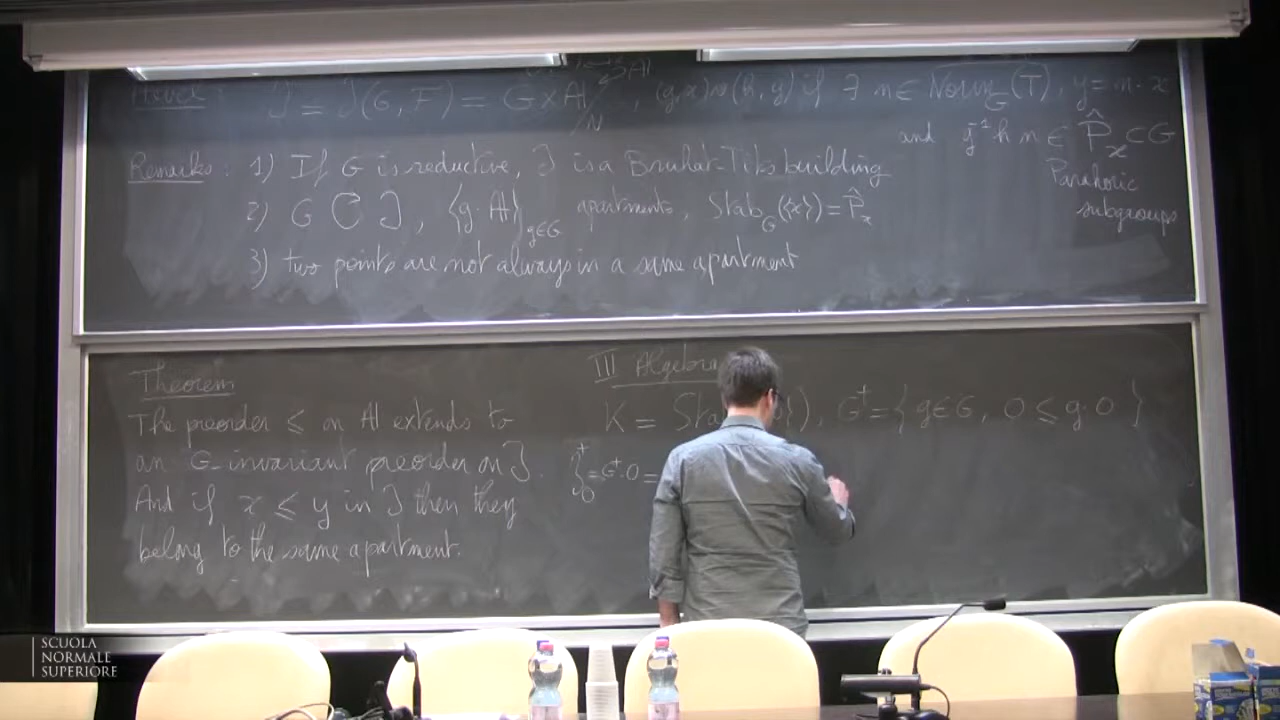 J = J(G, F) = G × A/~N , (g,x)~(h,y) if ∃ n ∈ Norm_G(T), y = n·x
and g⁻¹ h n ∈ P̂_x ⊂ G
Parahoric
subgroups
Remarks : 1) If G is reductive, J is a Bruhat-Tits building
2) G ↻ J , {g·A}_{g∈G} apartments, Stab_G({x}) = P̂_x
3) two points are not always in a same apartment
Theorem
The preorder ≤ on A extends to
an G-invariant preorder on J.
And if x ≤ y in J then they
belong to the same apartment.
III Algebra
K = Sta }), G⁺ = { g ∈ G, 0 ≤ g·0 }
J₀⁺ = G⁺·0 =
SCUOLA
NORMALE
SUPERIORE